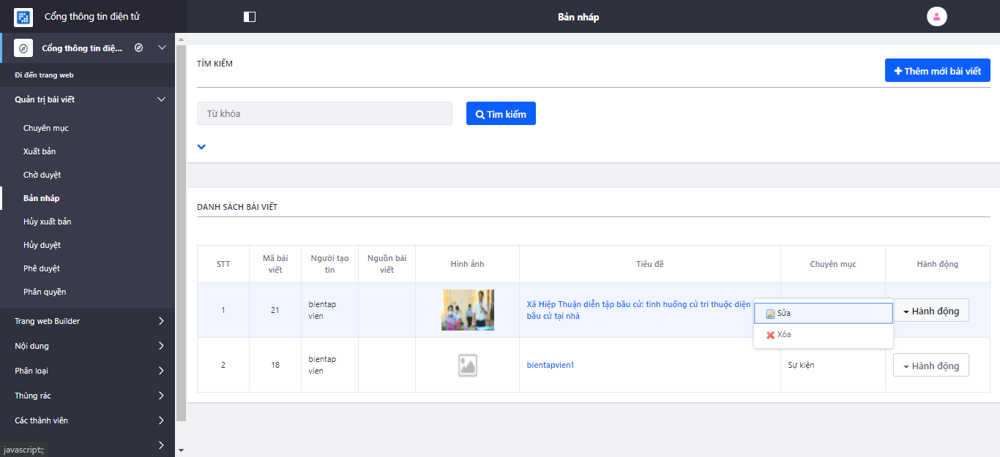 Cổng thông tin điện tử
Bản nháp
Cổng thông tin điệ...
Đi đến trang web
Quản trị bài viết
Chuyên mục
Xuất bản
Chờ duyệt
Bản nháp
Hủy xuất bản
Hủy duyệt
Phê duyệt
Phân quyền
Trang web Builder
Nội dung
Phân loại
Thùng rác
Các thành viên
javascript:;
TÌM KIẾM
Thêm mới bài viết
Từ khóa
Tìm kiếm
DANH SÁCH BÀI VIẾT
STT
Mã bài
viết
Người tạo
tin
Nguồn bài
viết
Hình ảnh
Tiêu đề
Chuyên mục
Hành động
1
21
bientap
vien
Xã Hiệp Thuận diễn tập bầu cử: tình huống cử tri thuộc diện
bầu cử tại nhà
Sửa
Xóa
Hành động
2
18
bientap
vien
bientapvien1
Sự kiện
Hành động